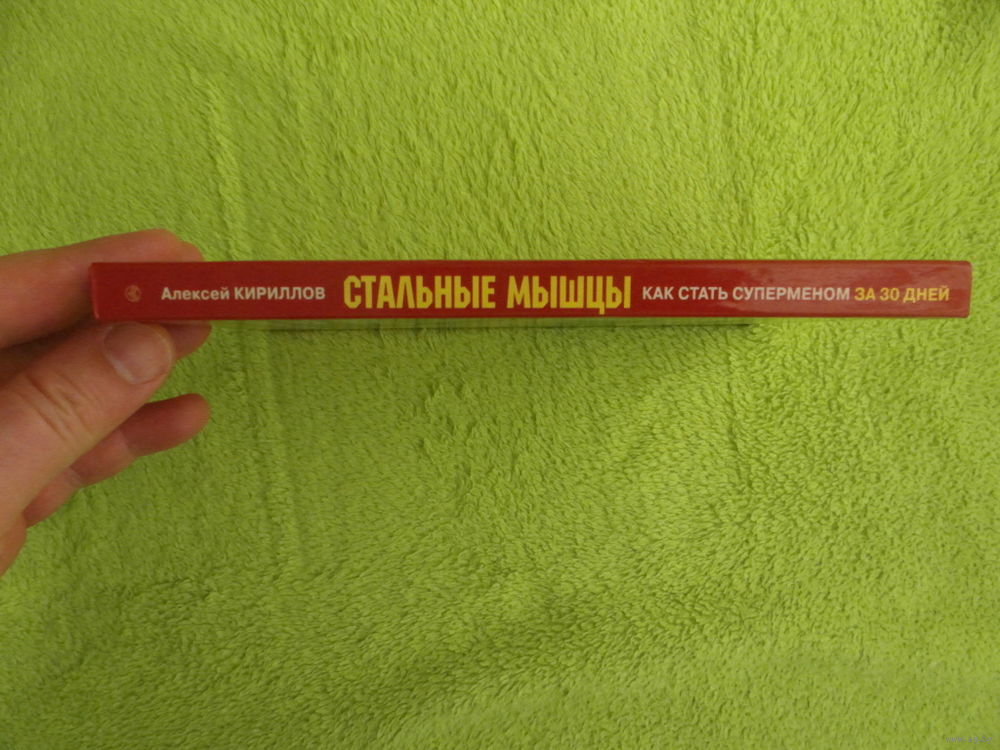 Алексей КИРИЛЛОВ СТАЛЬНЫЕ МЫШЦЫ КАК СТАТЬ СУПЕРМЕНОМ ЗА 30 ДНЕЙ